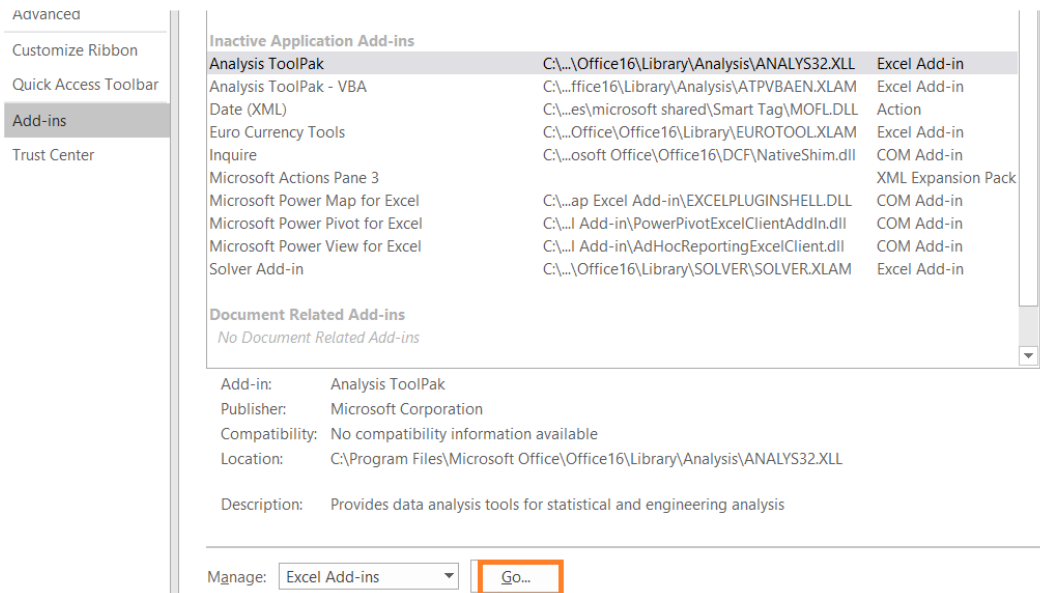 Advanced
Customize Ribbon
Quick Access Toolbar
Add-ins
Trust Center
Inactive Application Add-ins
Analysis ToolPak C:\...\Office16\Library\Analysis\ANALYS32.XLL Excel Add-in
Analysis ToolPak - VBA C:\...ffice16\Library\Analysis\ATPVBAEN.XLAM Excel Add-in
Date (XML) C:\...es\microsoft shared\Smart Tag\MOFL.DLL Action
Euro Currency Tools C:\...Office\Office16\Library\EUROTOOL.XLAM Excel Add-in
Inquire C:\...osoft Office\Office16\DCF\NativeShim.dll COM Add-in
Microsoft Actions Pane 3 XML Expansion Pack
Microsoft Power Map for Excel C:\...ap Excel Add-in\EXCELPLUGINSHELL.DLL COM Add-in
Microsoft Power Pivot for Excel C:\...l Add-in\PowerPivotExcelClientAddIn.dll COM Add-in
Microsoft Power View for Excel C:\...l Add-in\AdHocReportingExcelClient.dll COM Add-in
Solver Add-in C:\...\Office16\Library\SOLVER\SOLVER.XLAM Excel Add-in
Document Related Add-ins
No Document Related Add-ins
Add-in: Analysis ToolPak
Publisher: Microsoft Corporation
Compatibility: No compatibility information available
Location: C:\Program Files\Microsoft Office\Office16\Library\Analysis\ANALYS32.XLL
Description: Provides data analysis tools for statistical and engineering analysis
Manage: Excel Add-ins Go...